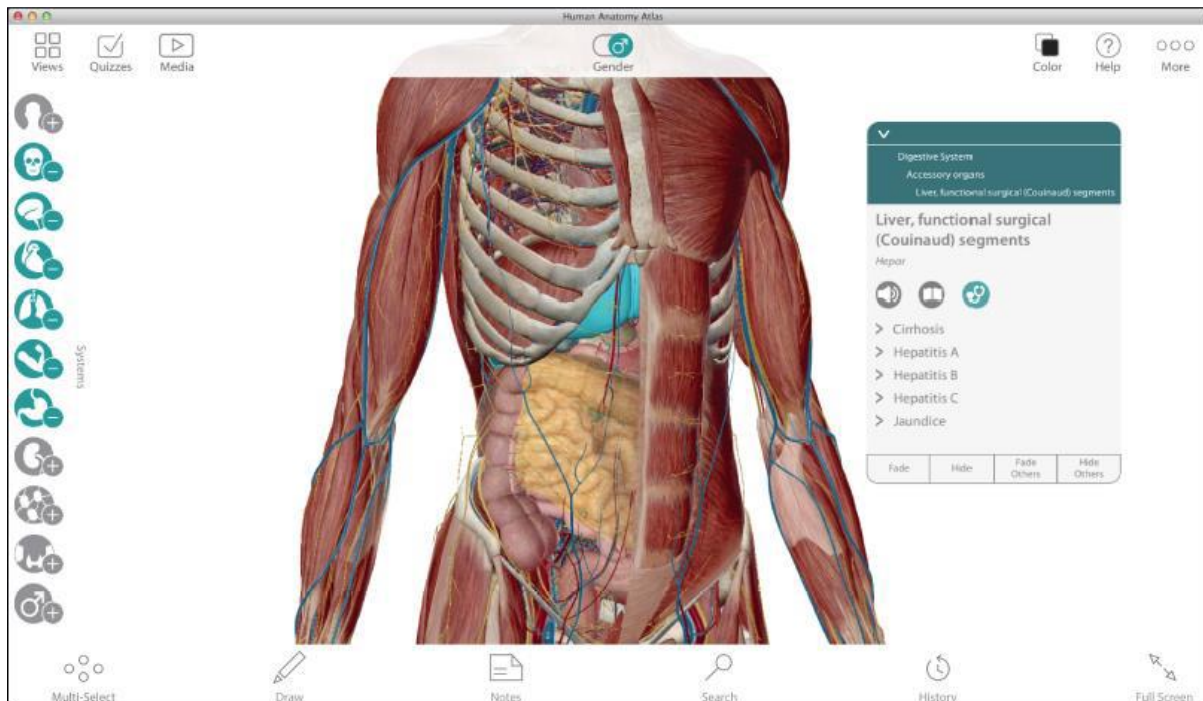 Human Anatomy Atlas
Views
Quizzes
Media
Gender
Color
Help
More
Systems
Digestive System
Accessory organs
Liver, functional surgical (Couinaud) segments
Liver, functional surgical
(Couinaud) segments
Hepar
> Cirrhosis
> Hepatitis A
> Hepatitis B
> Hepatitis C
> Jaundice
Fade
Hide
Fade
Others
Hide
Others
Multi-Select
Draw
Notes
Search
History
Full Screen